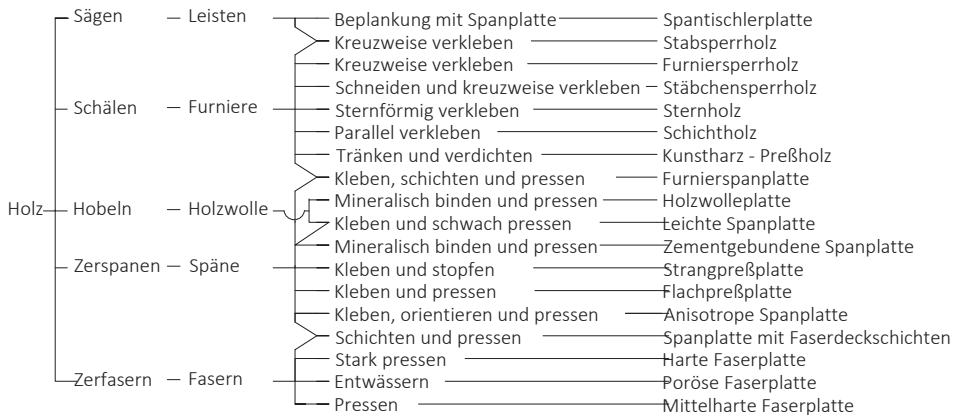 Sägen – Leisten Beplankung mit Spanplatte Spantischlerplatte
Kreuzweise verkleben Stabsperrholz
Kreuzweise verkleben Furniersperrholz
Schneiden und kreuzweise verkleben – Stäbchensperrholz
Schälen – Furniere Sternförmig verkleben Sternholz
Parallel verkleben Schichtholz
Tränken und verdichten Kunstharz - Preßholz
Kleben, schichten und pressen Furnierspanplatte
Mineralisch binden und pressen Holzwolleplatte
Holz Hobeln – Holzwolle Kleben und schwach pressen Leichte Spanplatte
Mineralisch binden und pressen Zementgebundene Spanplatte
Zerspanen – Späne Kleben und stopfen Strangpreßplatte
Kleben und pressen Flachpreßplatte
Kleben, orientieren und pressen Anisotrope Spanplatte
Schichten und pressen Spanplatte mit Faserdeckschichten
Stark pressen Harte Faserplatte
Zerfasern – Fasern Entwässern Poröse Faserplatte
Pressen Mittelharte Faserplatte